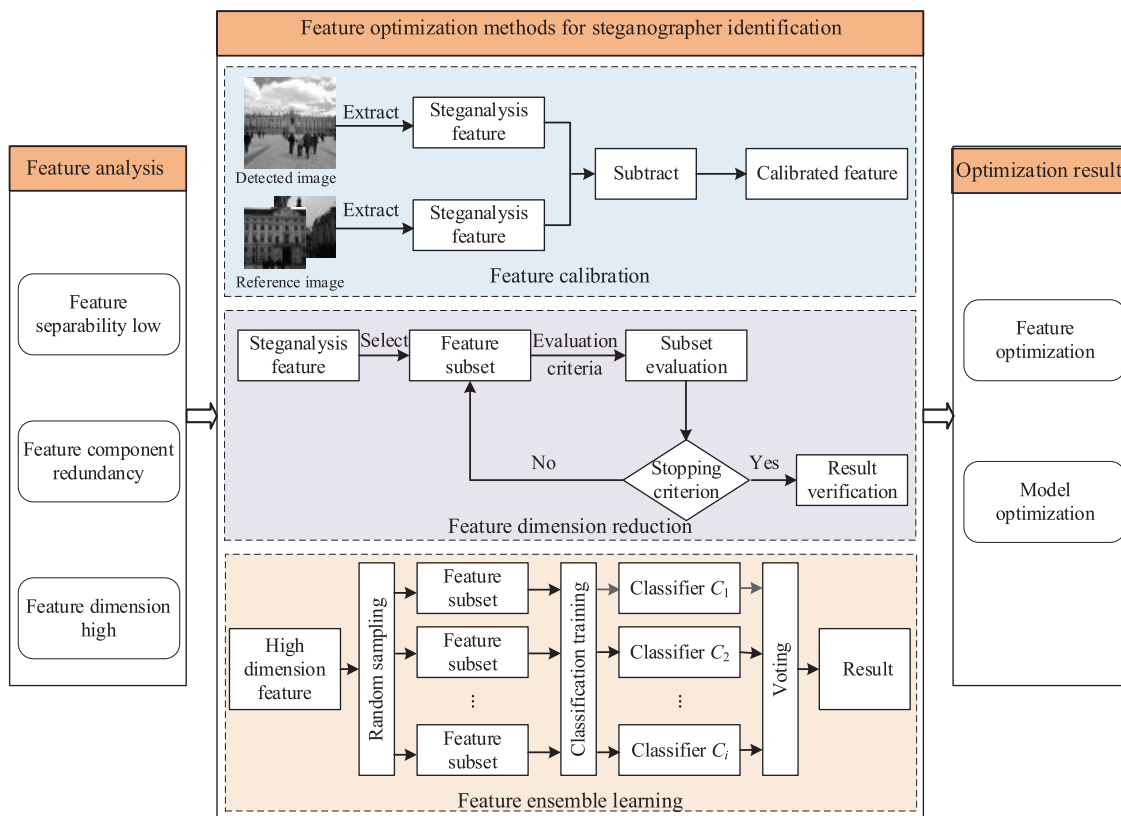 Feature optimization methods for steganographer identification
Feature analysis
Feature
separability low
Feature component
redundancy
Feature dimension
high
Detected image
Extract
Steganalysis
feature
Reference image
Extract
Steganalysis
feature
Subtract
Calibrated feature
Feature calibration
Steganalysis
feature
Select
Feature
subset
Evaluation
criteria
Subset
evaluation
No
Stopping
criterion
Yes
Result
verification
Feature dimension reduction
High
dimension
feature
Random sampling
Feature
subset
Feature
subset
...
Feature
subset
Classification training
Classifier C1
Classifier C2
...
Classifier Ci
Voting
Result
Feature ensemble learning
Optimization result
Feature
optimization
Model
optimization